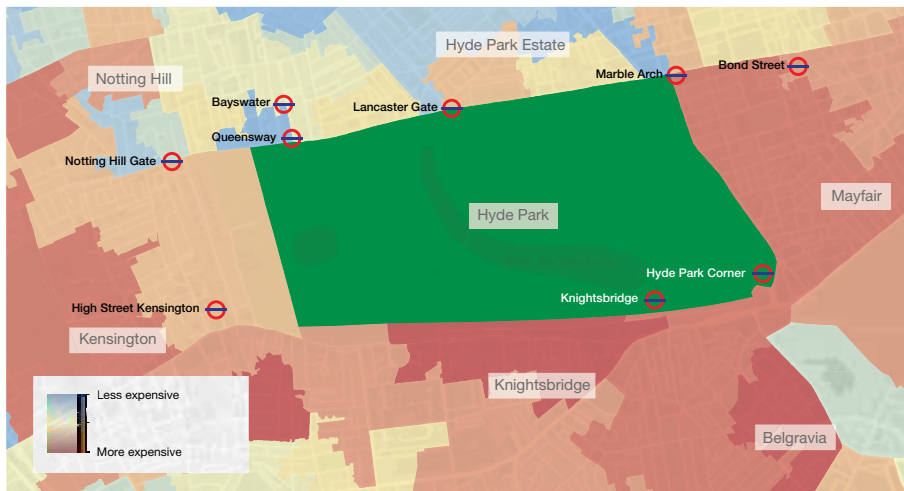 Hyde Park Estate
Bond Street
Marble Arch
Notting Hill
Bayswater
Lancaster Gate
Queensway
Notting Hill Gate
Mayfair
Hyde Park
Hyde Park Corner
Knightsbridge
High Street Kensington
Kensington
Knightsbridge
Less expensive
More expensive
Belgravia